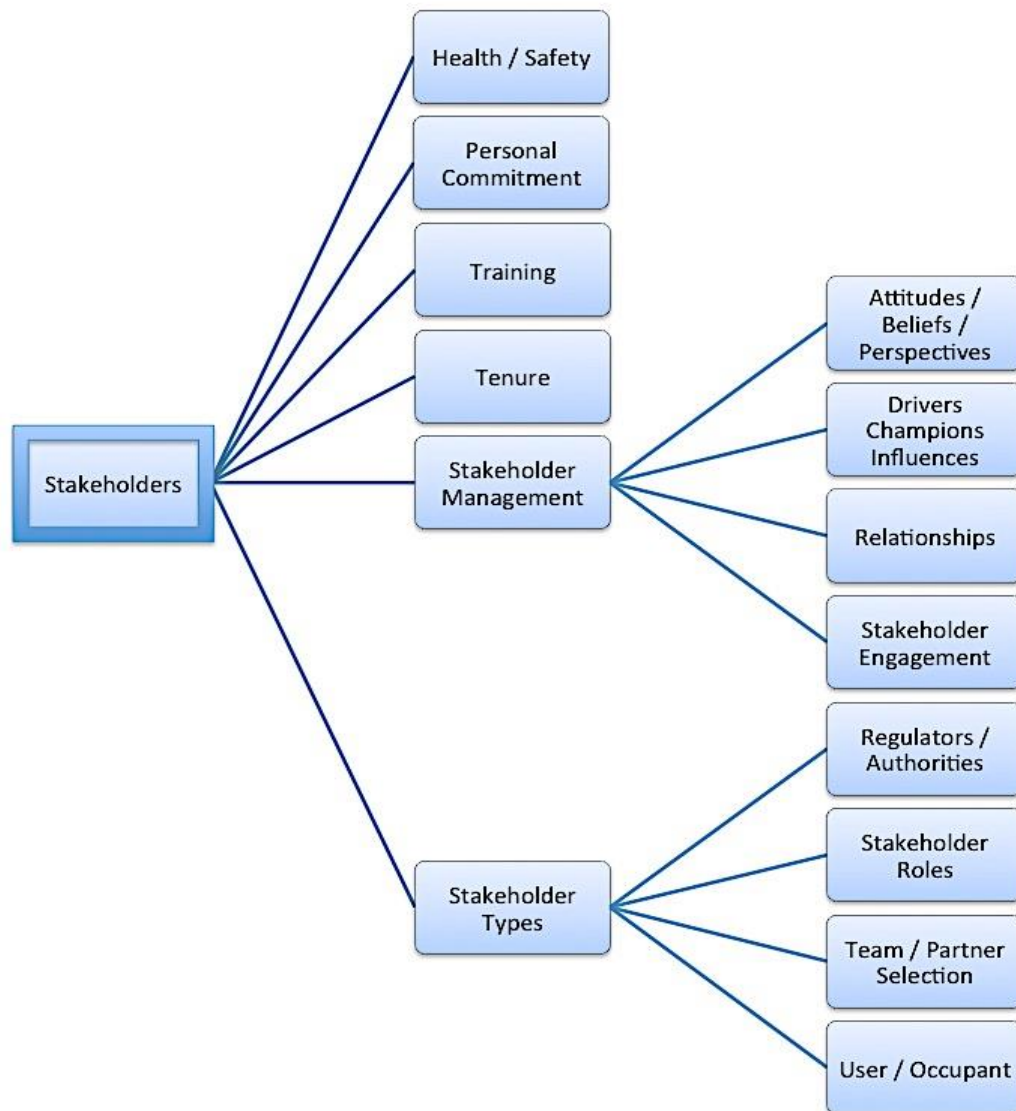 Health / Safety
Personal
Commitment
Training
Tenure
Stakeholders
Stakeholder
Management
Stakeholder
Types
Attitudes /
Beliefs /
Perspectives
Drivers
Champions
Influences
Relationships
Stakeholder
Engagement
Regulators /
Authorities
Stakeholder
Roles
Team / Partner
Selection
User / Occupant